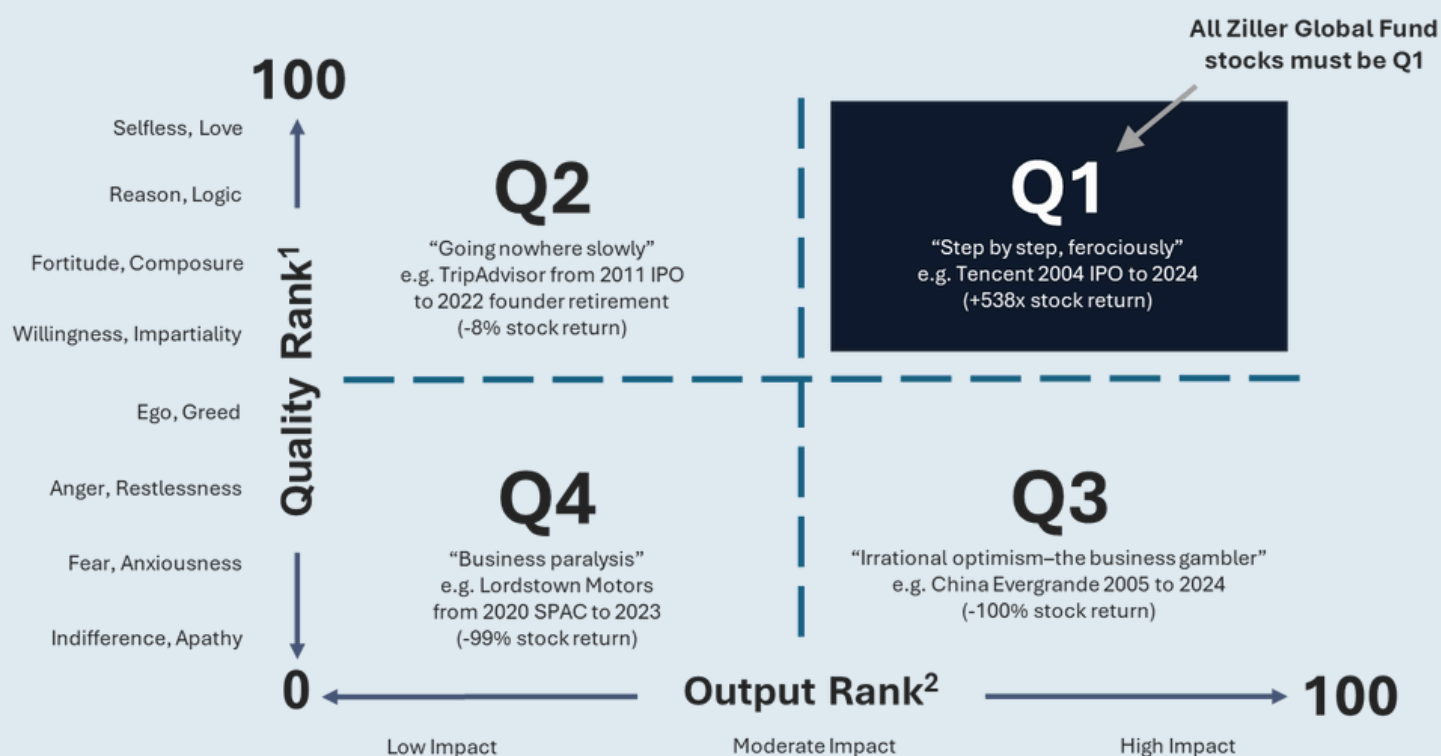 All Ziller Global Fund
stocks must be Q1
100
Selfless, Love
Reason, Logic
Fortitude, Composure
Willingness, Impartiality
Ego, Greed
Anger, Restlessness
Fear, Anxiousness
Indifference, Apathy
Quality Rank¹
Q2
“Going nowhere slowly”
e.g. TripAdvisor from 2011 IPO
to 2022 founder retirement
(-8% stock return)
Q1
“Step by step, ferociously”
e.g. Tencent 2004 IPO to 2024
(+538x stock return)
Q4
“Business paralysis”
e.g. Lordstown Motors
from 2020 SPAC to 2023
(-99% stock return)
Q3
“Irrational optimism–the business gambler”
e.g. China Evergrande 2005 to 2024
(-100% stock return)
0
Output Rank²
100
Low Impact
Moderate Impact
High Impact